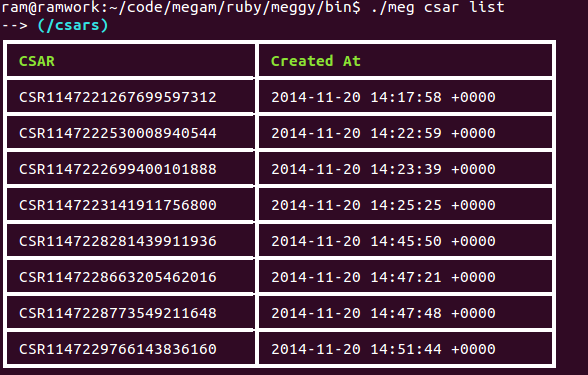 ram@ramwork:~/code/megam/ruby/meggy/bin$ ./meg csar list
--> (/csars)
CSAR Created At
CSR1147221267699597312 2014-11-20 14:17:58 +0000
CSR1147222530008940544 2014-11-20 14:22:59 +0000
CSR1147222699400101888 2014-11-20 14:23:39 +0000
CSR1147223141911756800 2014-11-20 14:25:25 +0000
CSR1147228281439911936 2014-11-20 14:45:50 +0000
CSR1147228663205462016 2014-11-20 14:47:21 +0000
CSR1147228773549211648 2014-11-20 14:47:48 +0000
CSR1147229766143836160 2014-11-20 14:51:44 +0000